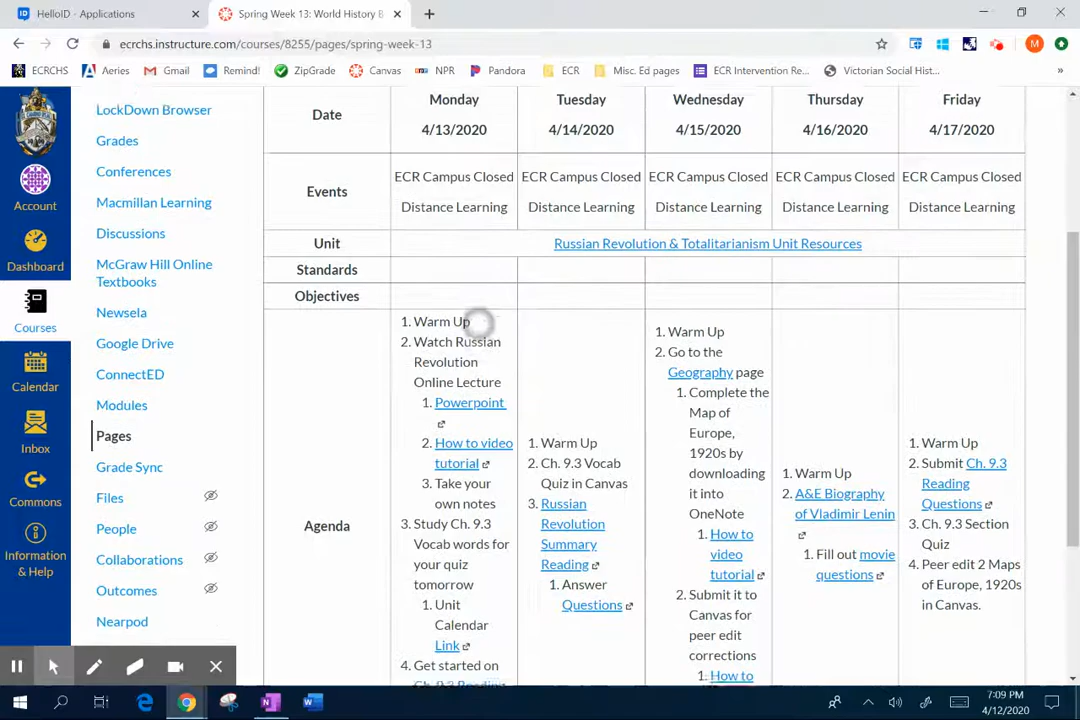 HelloID - Applications
Spring Week 13: World History B
ecrchs.instructure.com/courses/8255/pages/spring-week-13
M
ECRCHS
Aeries
Gmail
Remind!
ZipGrade
Canvas
NPR
Pandora
ECR
Misc. Ed pages
ECR Intervention Re...
Victorian Social Hist...
»
Account
Dashboard
Courses
Calendar
Inbox
Commons
Information
& Help
LockDown Browser
Grades
Conferences
Macmillan Learning
Discussions
McGraw Hill Online
Textbooks
Newsela
Google Drive
ConnectED
Modules
Pages
Grade Sync
Files
People
Collaborations
Outcomes
Nearpod
Date
Monday
4/13/2020
Tuesday
4/14/2020
Wednesday
4/15/2020
Thursday
4/16/2020
Friday
4/17/2020
Events
ECR Campus Closed
Distance Learning
ECR Campus Closed
Distance Learning
ECR Campus Closed
Distance Learning
ECR Campus Closed
Distance Learning
ECR Campus Closed
Distance Learning
Unit
Russian Revolution & Totalitarianism Unit Resources
Standards
Objectives
Agenda
1. Warm Up
2. Watch Russian
Revolution
Online Lecture
1. Powerpoint
2. How to video
tutorial
3. Take your
own notes
3. Study Ch. 9.3
Vocab words for
your quiz
tomorrow
1. Unit
Calendar
Link
4. Get started on
Ch. 9.3 Reading
1. Warm Up
2. Ch. 9.3 Vocab
Quiz in Canvas
3. Russian
Revolution
Summary
Reading
1. Answer
Questions
1. Warm Up
2. Go to the
Geography page
1. Complete the
Map of
Europe,
1920s by
downloading
it into
OneNote
1. How to
video
tutorial
2. Submit it to
Canvas for
peer edit
corrections
1. How to
1. Warm Up
2. A&E Biography
of Vladimir Lenin
1. Fill out movie
questions
1. Warm Up
2. Submit Ch. 9.3
Reading
Questions
3. Ch. 9.3 Section
Quiz
4. Peer edit 2 Maps
of Europe, 1920s
in Canvas.
7:09 PM
4/12/2020